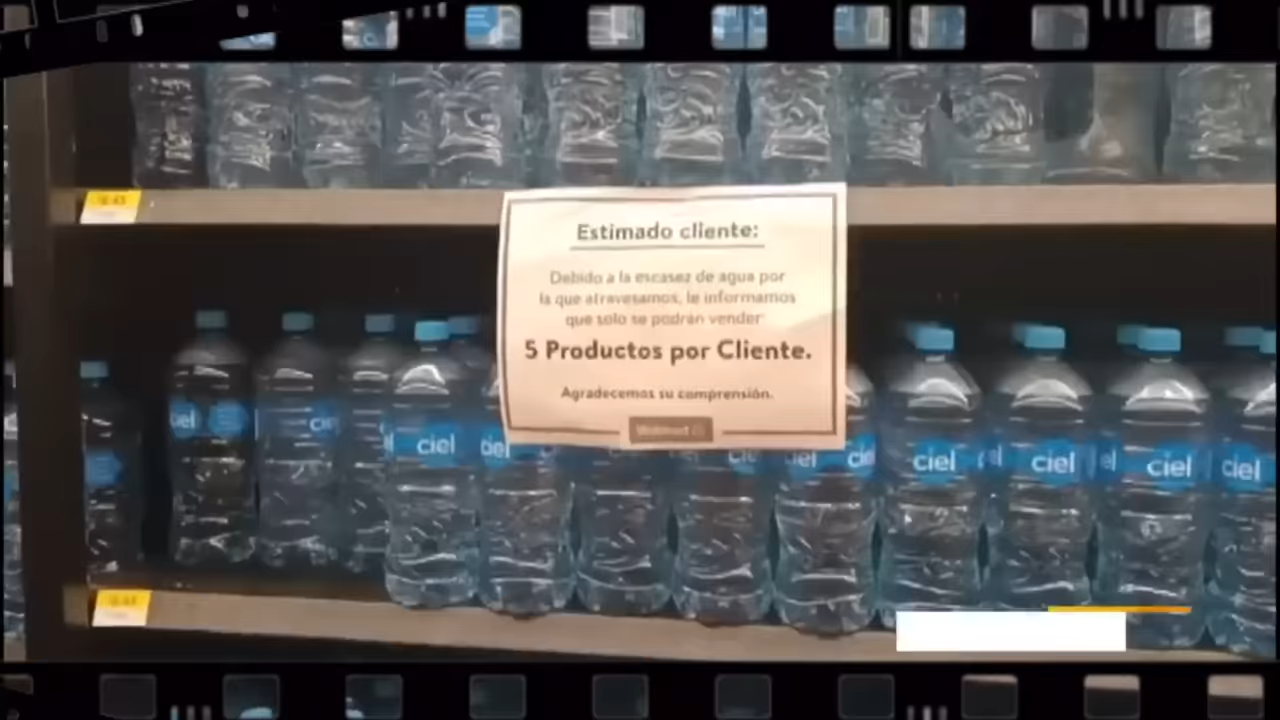 Estimado cliente:
Debido a la escasez de agua por
la que atravesamos, le informamos
que solo se podrán vender
5 Productos por Cliente.
Agradecemos su comprensión.
Walmart
ciel
ciel
ciel
ciel
ciel
ciel